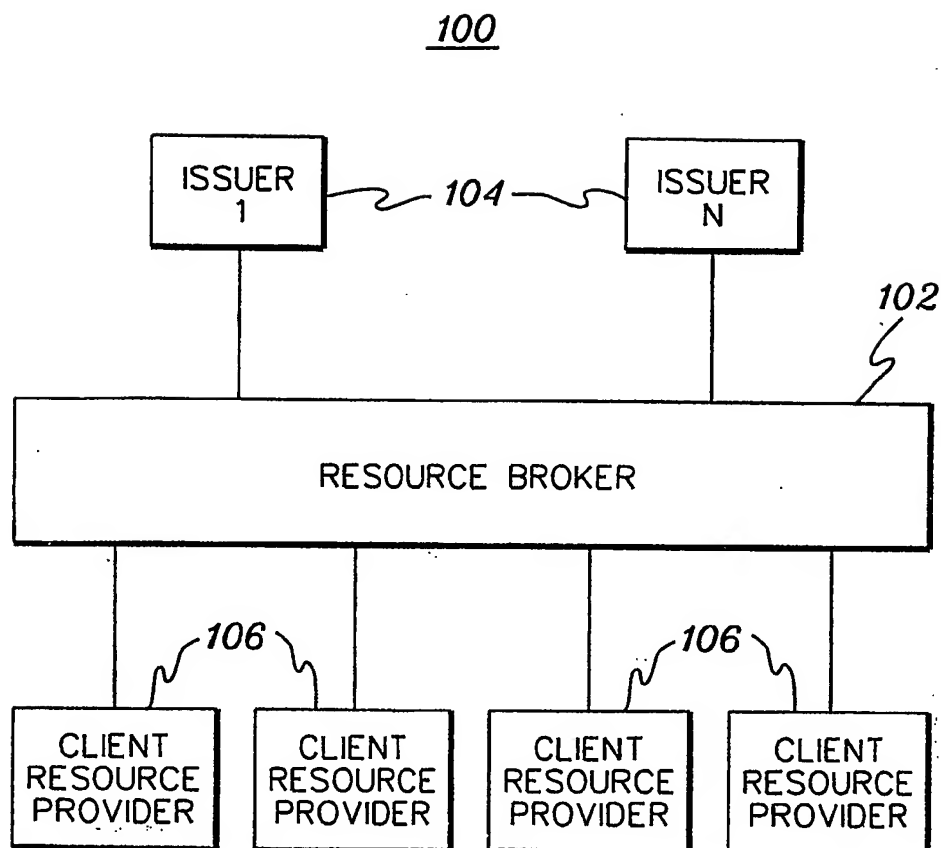 100
ISSUER
1
104
ISSUER
N
102
RESOURCE BROKER
106
106
CLIENT
RESOURCE
PROVIDER
CLIENT
RESOURCE
PROVIDER
CLIENT
RESOURCE
PROVIDER
CLIENT
RESOURCE
PROVIDER